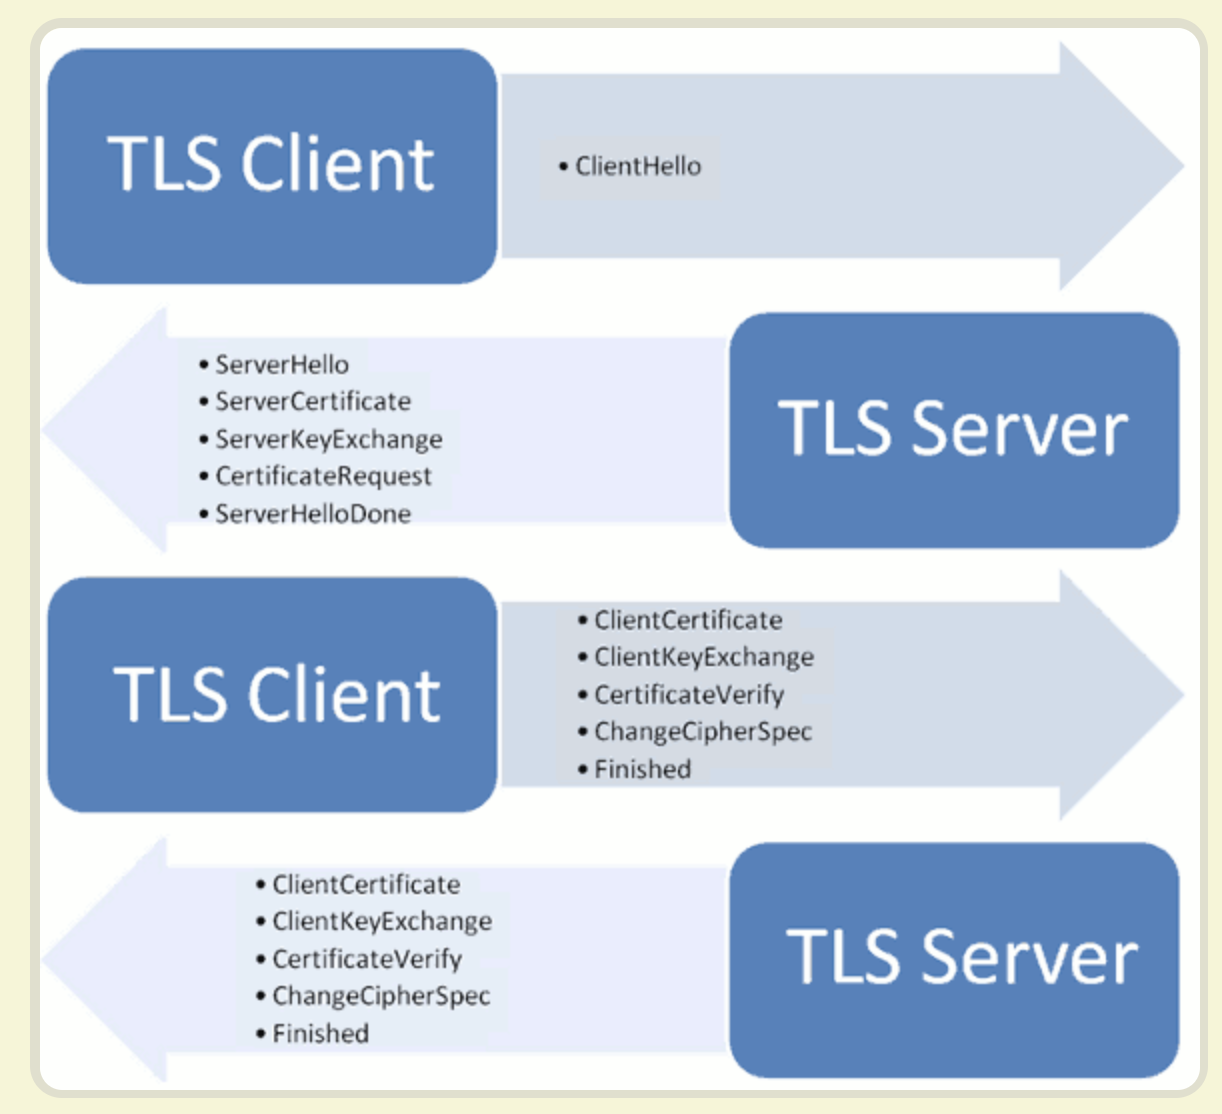 TLS Client
• ClientHello
• ServerHello
• ServerCertificate
• ServerKeyExchange
• CertificateRequest
• ServerHelloDone
TLS Server
TLS Client
• ClientCertificate
• ClientKeyExchange
• CertificateVerify
• ChangeCipherSpec
• Finished
• ClientCertificate
• ClientKeyExchange
• CertificateVerify
• ChangeCipherSpec
• Finished
TLS Server